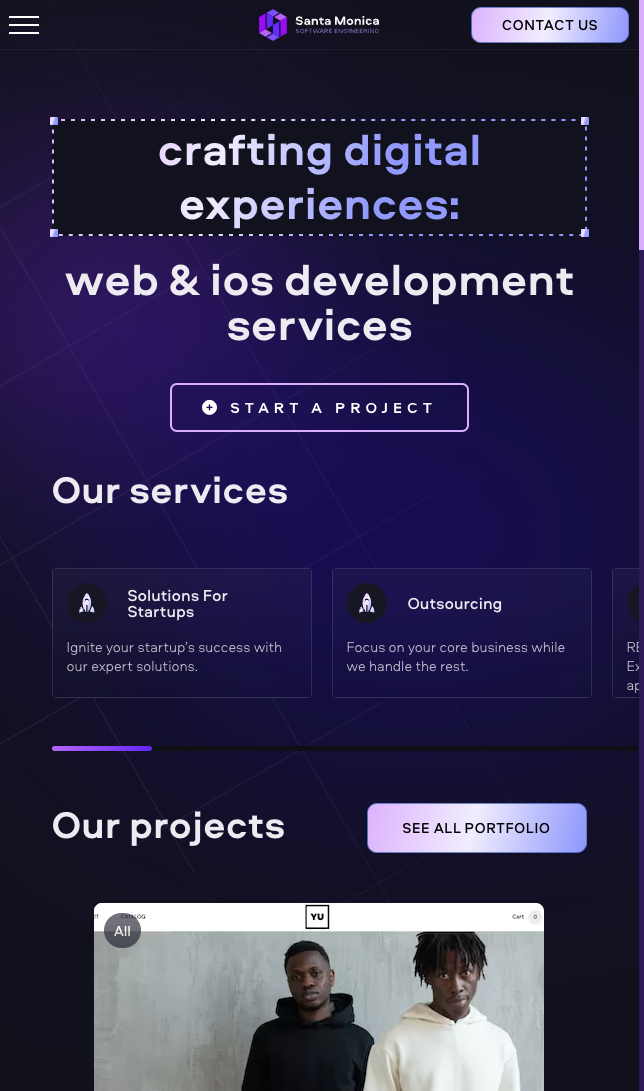 Santa Monica
SOFTWARE ENGINEERING
CONTACT US
crafting digital
experiences:
web & ios development
services
START A PROJECT
Our services
Solutions For
Startups
Ignite your startup's success with
our expert solutions.
Outsourcing
Focus on your core business while
we handle the rest.
RE
Ex
ap
Our projects
SEE ALL PORTFOLIO
CATALOG
YU
Cart 0
All